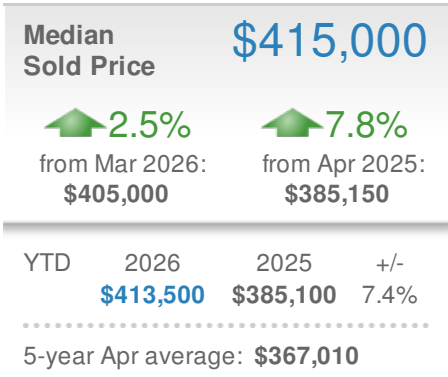 Median $415,000
Sold Price
2.5% 7.8%
from Mar 2026: from Apr 2025:
$405,000 $385,150
YTD 2026 2025 +/-
$413,500 $385,100 7.4%
5-year Apr average: $367,010